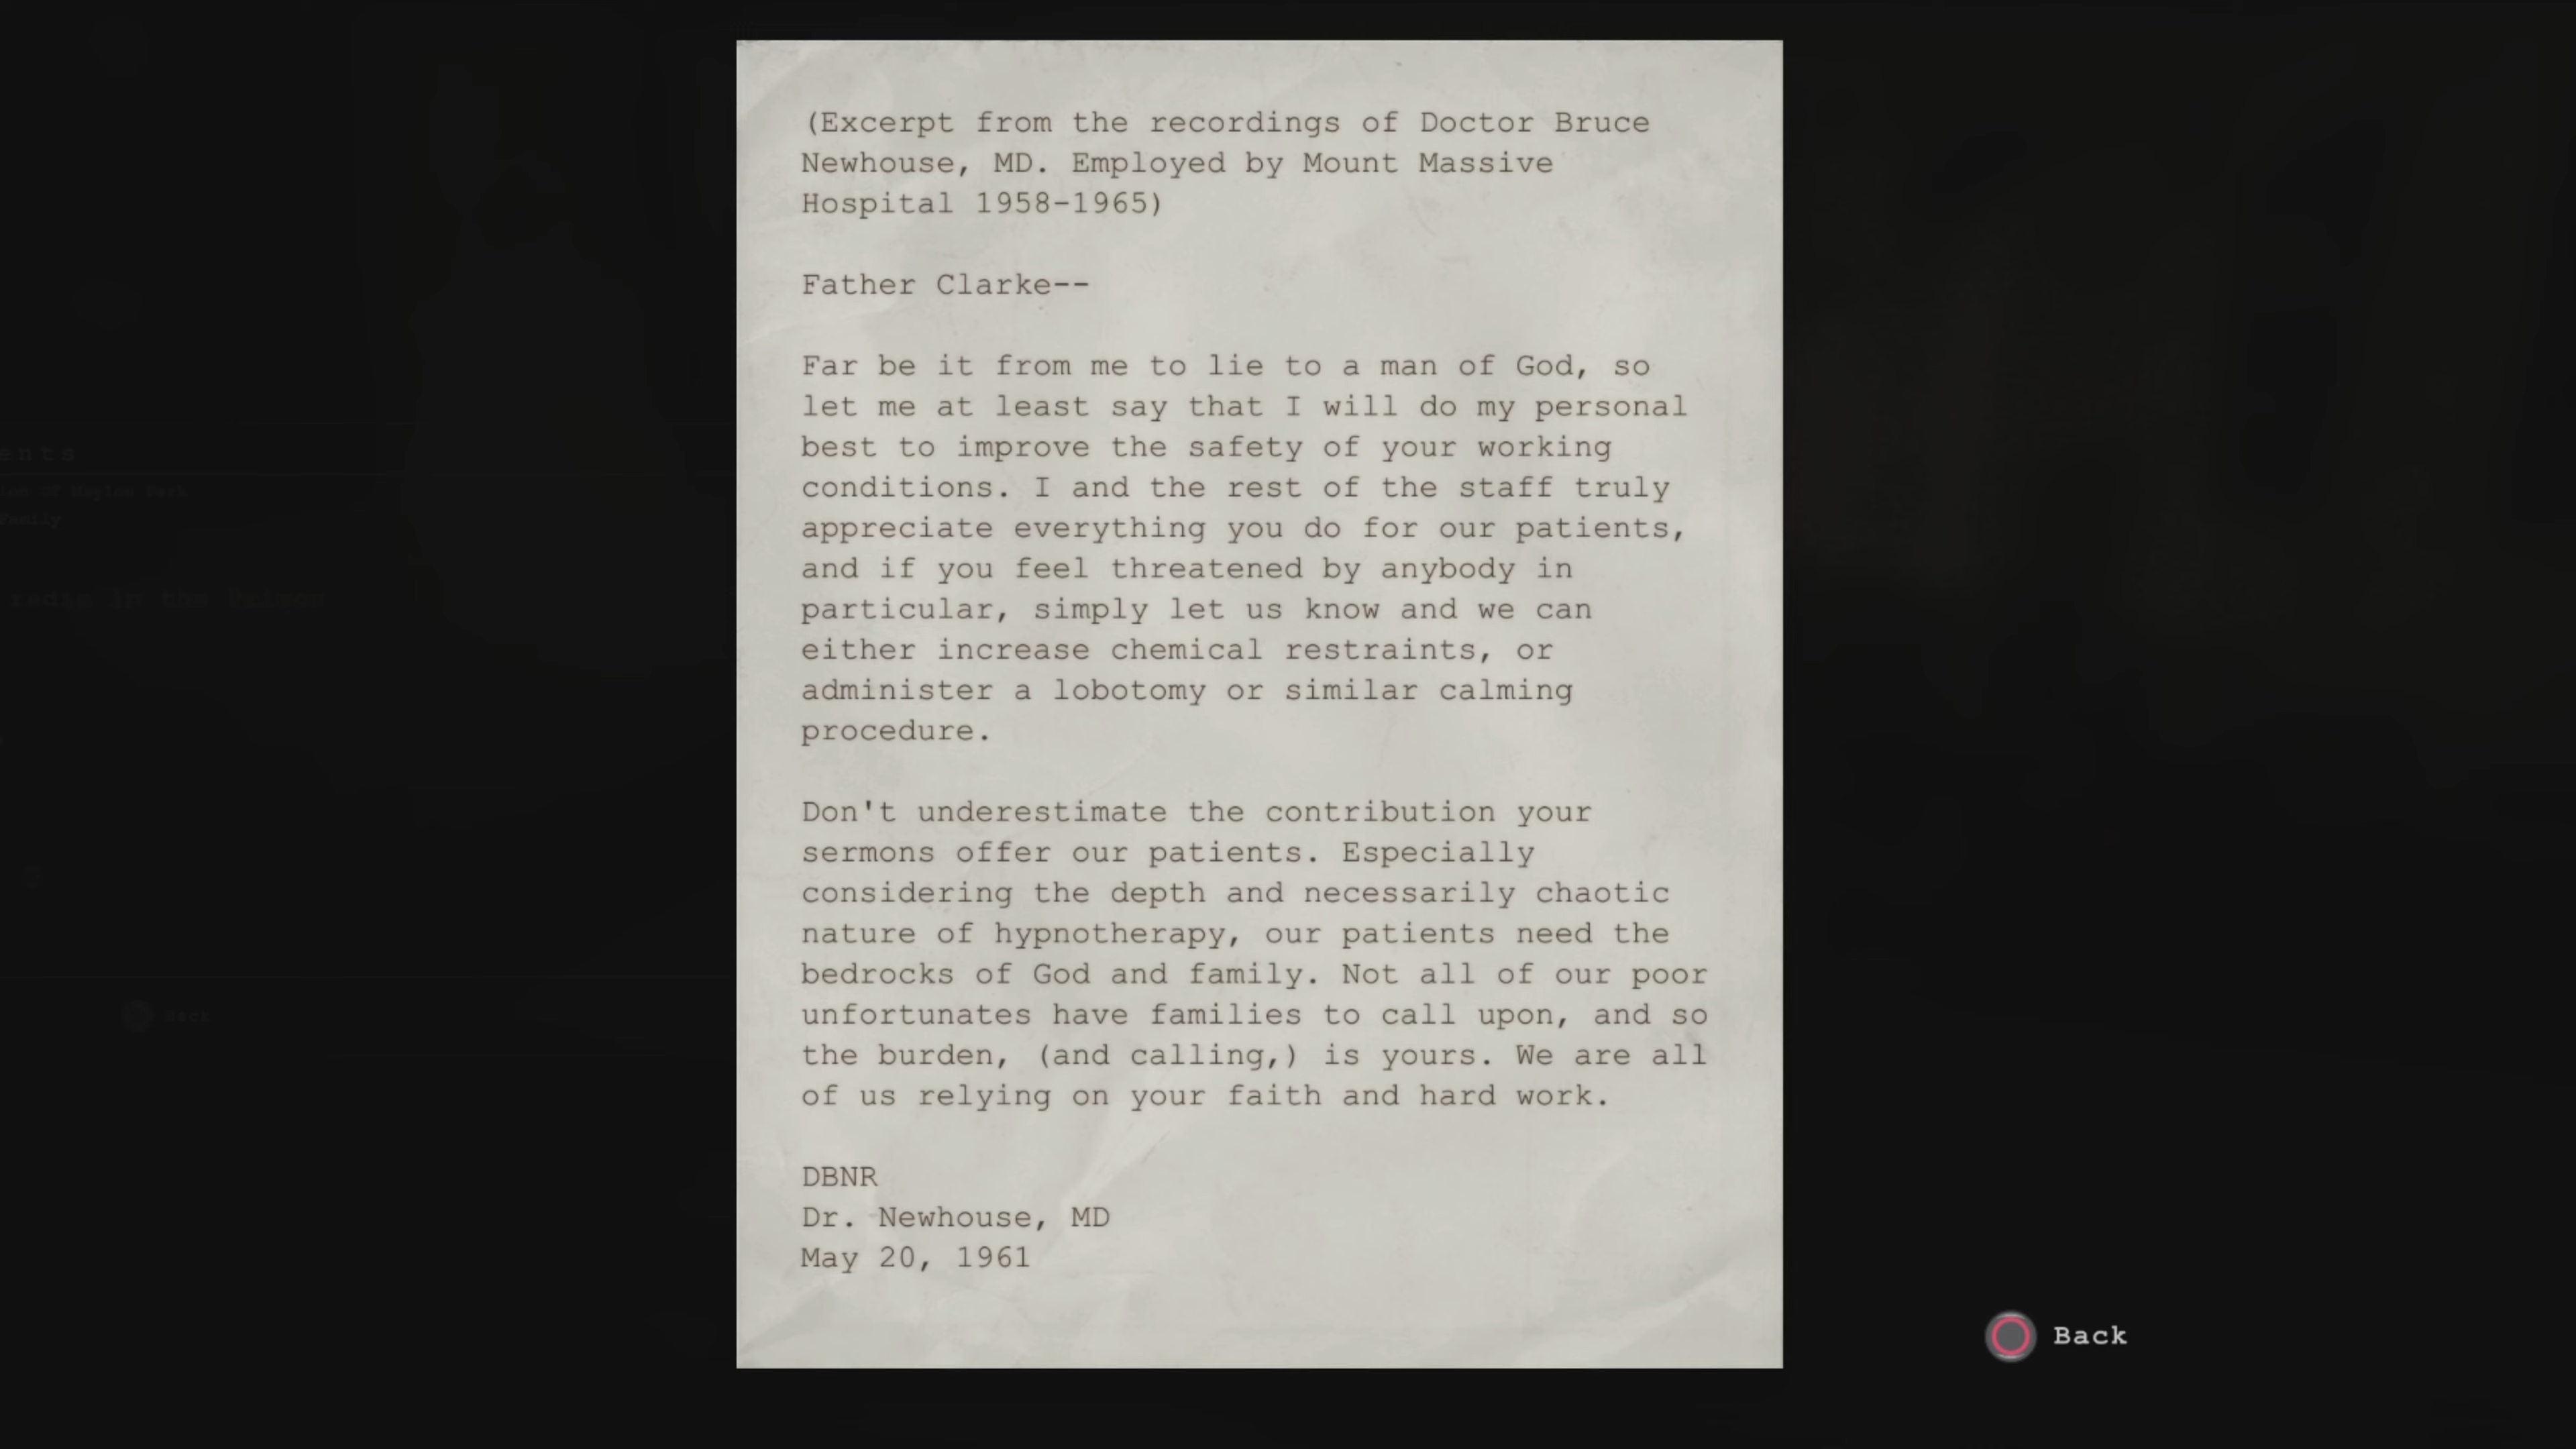 (Excerpt from the recordings of Doctor Bruce
Newhouse, MD. Employed by Mount Massive
Hospital 1958-1965)
Father Clarke--
Far be it from me to lie to a man of God, so
let me at least say that I will do my personal
best to improve the safety of your working
conditions. I and the rest of the staff truly
appreciate everything you do for our patients,
and if you feel threatened by anybody in
particular, simply let us know and we can
either increase chemical restraints, or
administer a lobotomy or similar calming
procedure.
Don't underestimate the contribution your
sermons offer our patients. Especially
considering the depth and necessarily chaotic
nature of hypnotherapy, our patients need the
bedrocks of God and family. Not all of our poor
unfortunates have families to call upon, and so
the burden, (and calling,) is yours. We are all
of us relying on your faith and hard work.
DBNR
Dr. Newhouse, MD
May 20, 1961
ents
Family
radio in the Prison
Back
Back